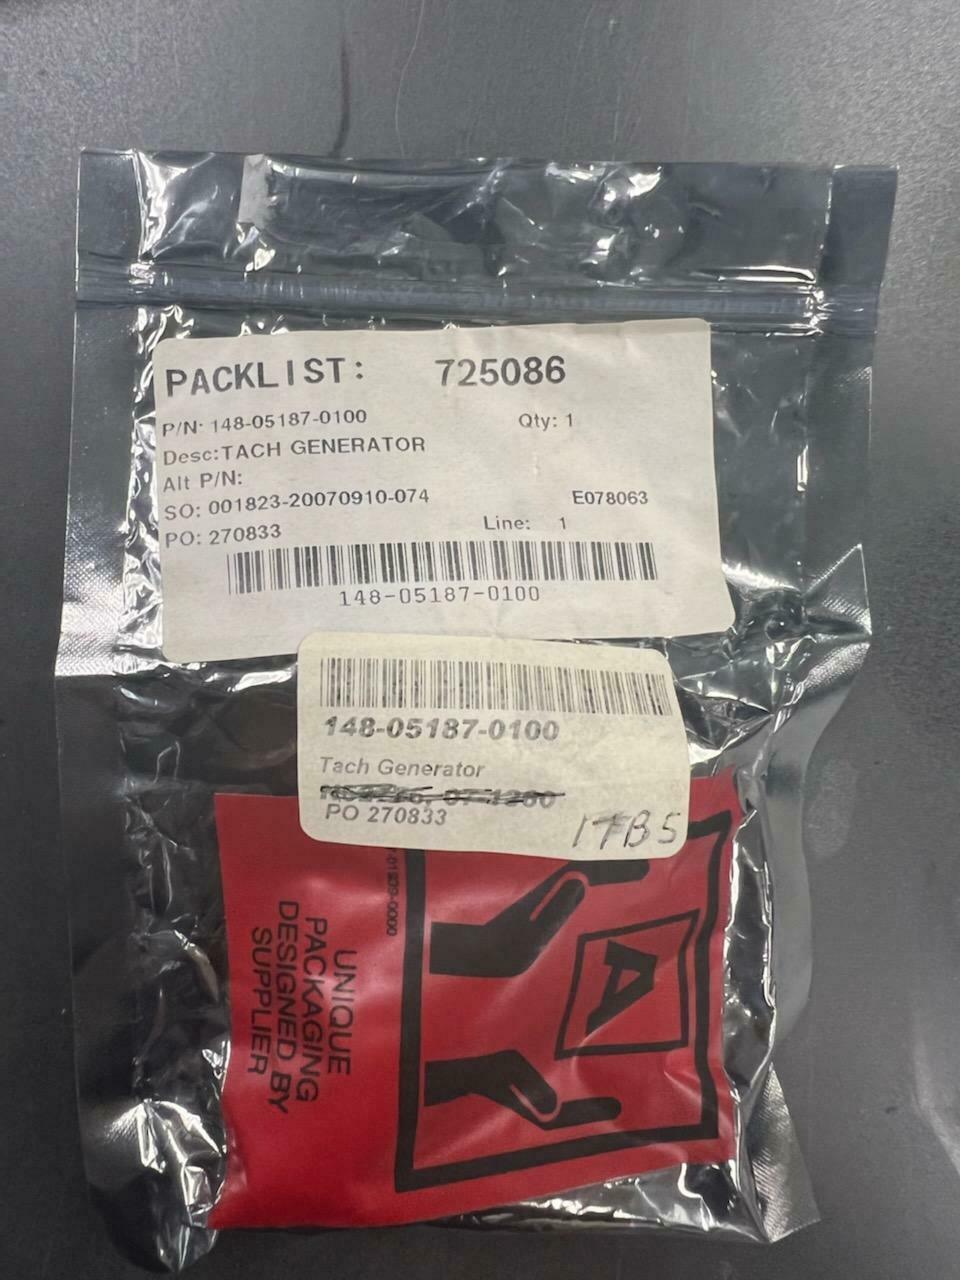 PACKLIST: 725086
P/N: 148-05187-0100 Qty: 1
Desc:TACH GENERATOR
Alt P/N:
SO: 001823-20070910-074 E078063
PO: 270833 Line: 1
148-05187-0100
148-05187-0100
Tach Generator
PO 270833
1TB5
A
UNIQUE
PACKAGING
DESIGNED BY
SUPPLIER